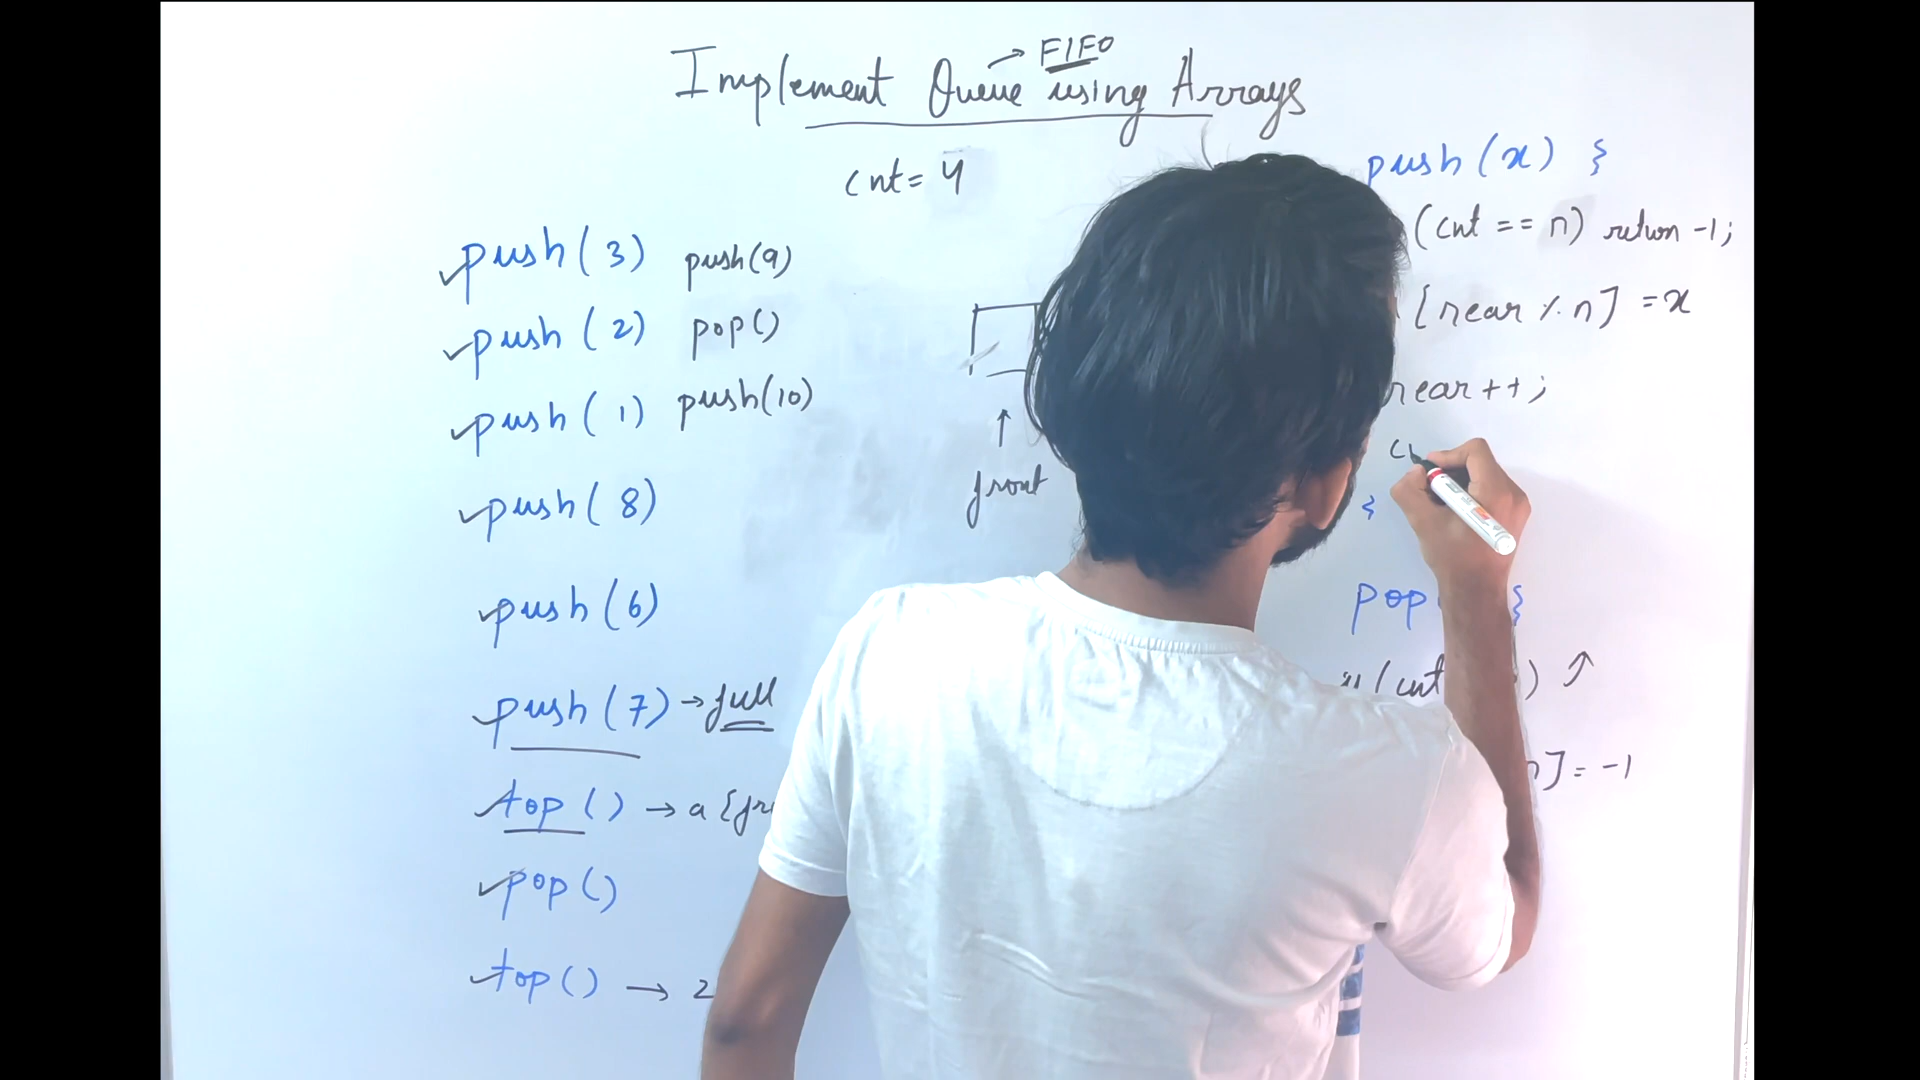 → FIFO
Implement Queue using Arrays
cnt = 4
push(3) push(9)
push(2) pop()
push(1) push(10)
push(8)
push(6)
push(7) → full
top() → a[
pop()
top() → 2
↑
front
push(x) {
(cnt == n) return -1;
[rear % n] = x
rear++;
}
pop {
(cnt ) ↑
n] = -1